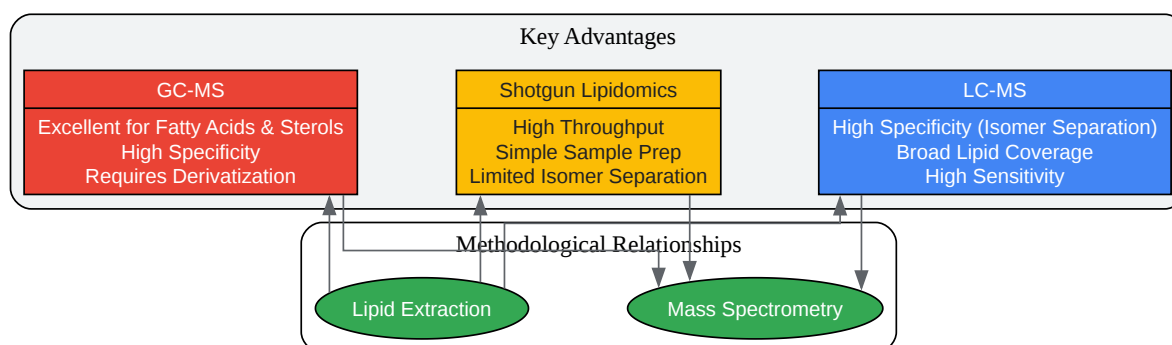 Key Advantages
GC-MS
Excellent for Fatty Acids & Sterols
High Specificity
Requires Derivatization
Shotgun Lipidomics
High Throughput
Simple Sample Prep
Limited Isomer Separation
LC-MS
High Specificity (Isomer Separation)
Broad Lipid Coverage
High Sensitivity
Methodological Relationships
Lipid Extraction
Mass Spectrometry